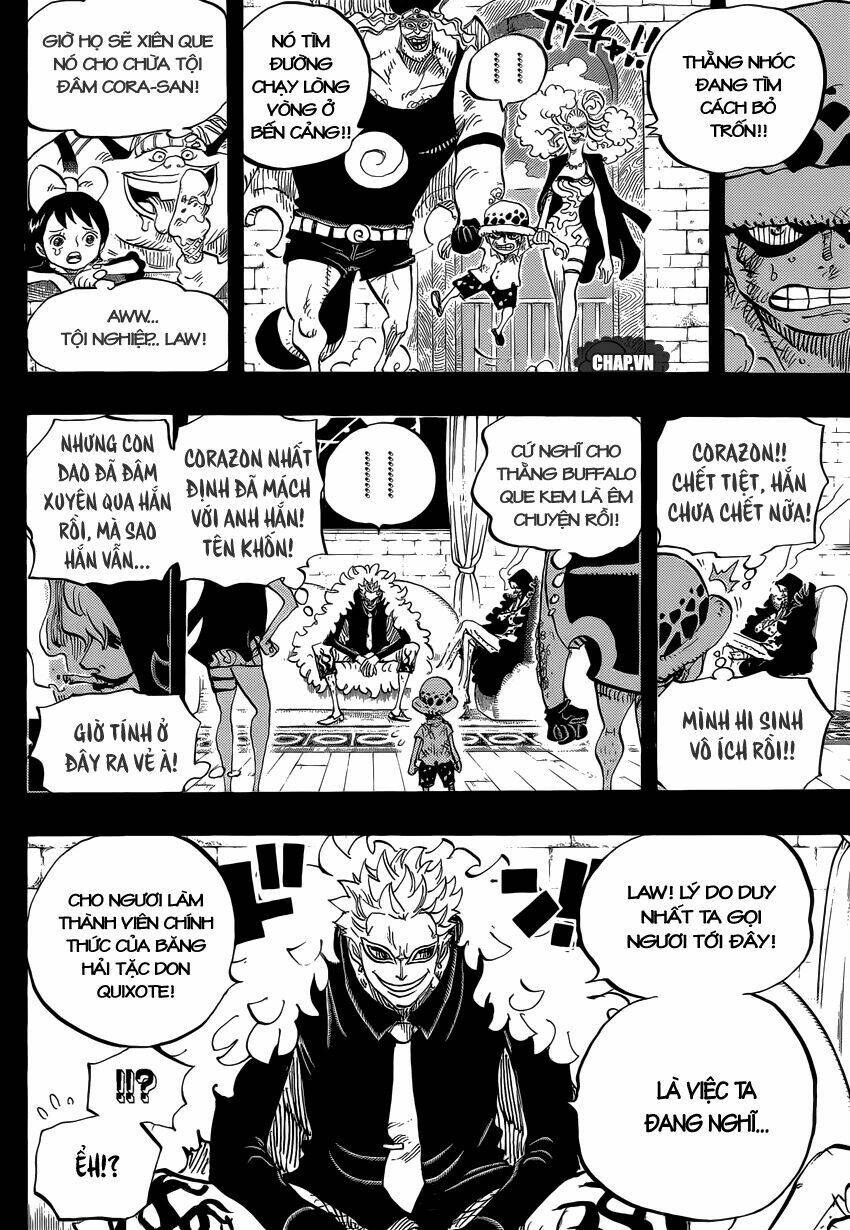 THẰNG NHÓC
ĐANG TÌM
CÁCH BỎ
TRỐN!!
ガチャ!!
NÓ TÌM
ĐƯỜNG
CHẠY LÒNG
VÒNG Ở
BẾN CẢNG!!
CHAP.VN
GIỜ HỌ SẼ XIÊN QUE
NÓ CHO CHỪA TỘI
ĐÂM CORA-SAN!
AWW...
TỘI NGHIỆP... LAW!
CORAZON!!
CHẾT TIỆT, HẮN
CHƯA CHẾT NỮA!
MÌNH HI SINH
VÔ ÍCH RỒI!!
CỨ NGHĨ CHO
THẰNG BUFFALO
QUE KEM LÀ ÊM
CHUYỆN RỒI!
CORAZON NHẤT
ĐỊNH ĐÃ MÁCH
VỚI ANH HẮN!
TÊN KHỐN!
NHƯNG CON
DAO ĐÃ ĐÂM
XUYÊN QUA HẮN
RỒI, MÀ SAO
HẮN VẪN...
GIỜ TÍNH Ở
ĐÂY RA VẺ À!
LAW! LÝ DO DUY
NHẤT TA GỌI
NGƯƠI TỚI ĐÂY!
LÀ VIỆC TA
ĐANG NGHĨ...
CHO NGƯƠI LÀM
THÀNH VIÊN CHÍNH
THỨC CỦA BĂNG
HẢI TẶC DON
QUIXOTE!
!!?
ỂH!?